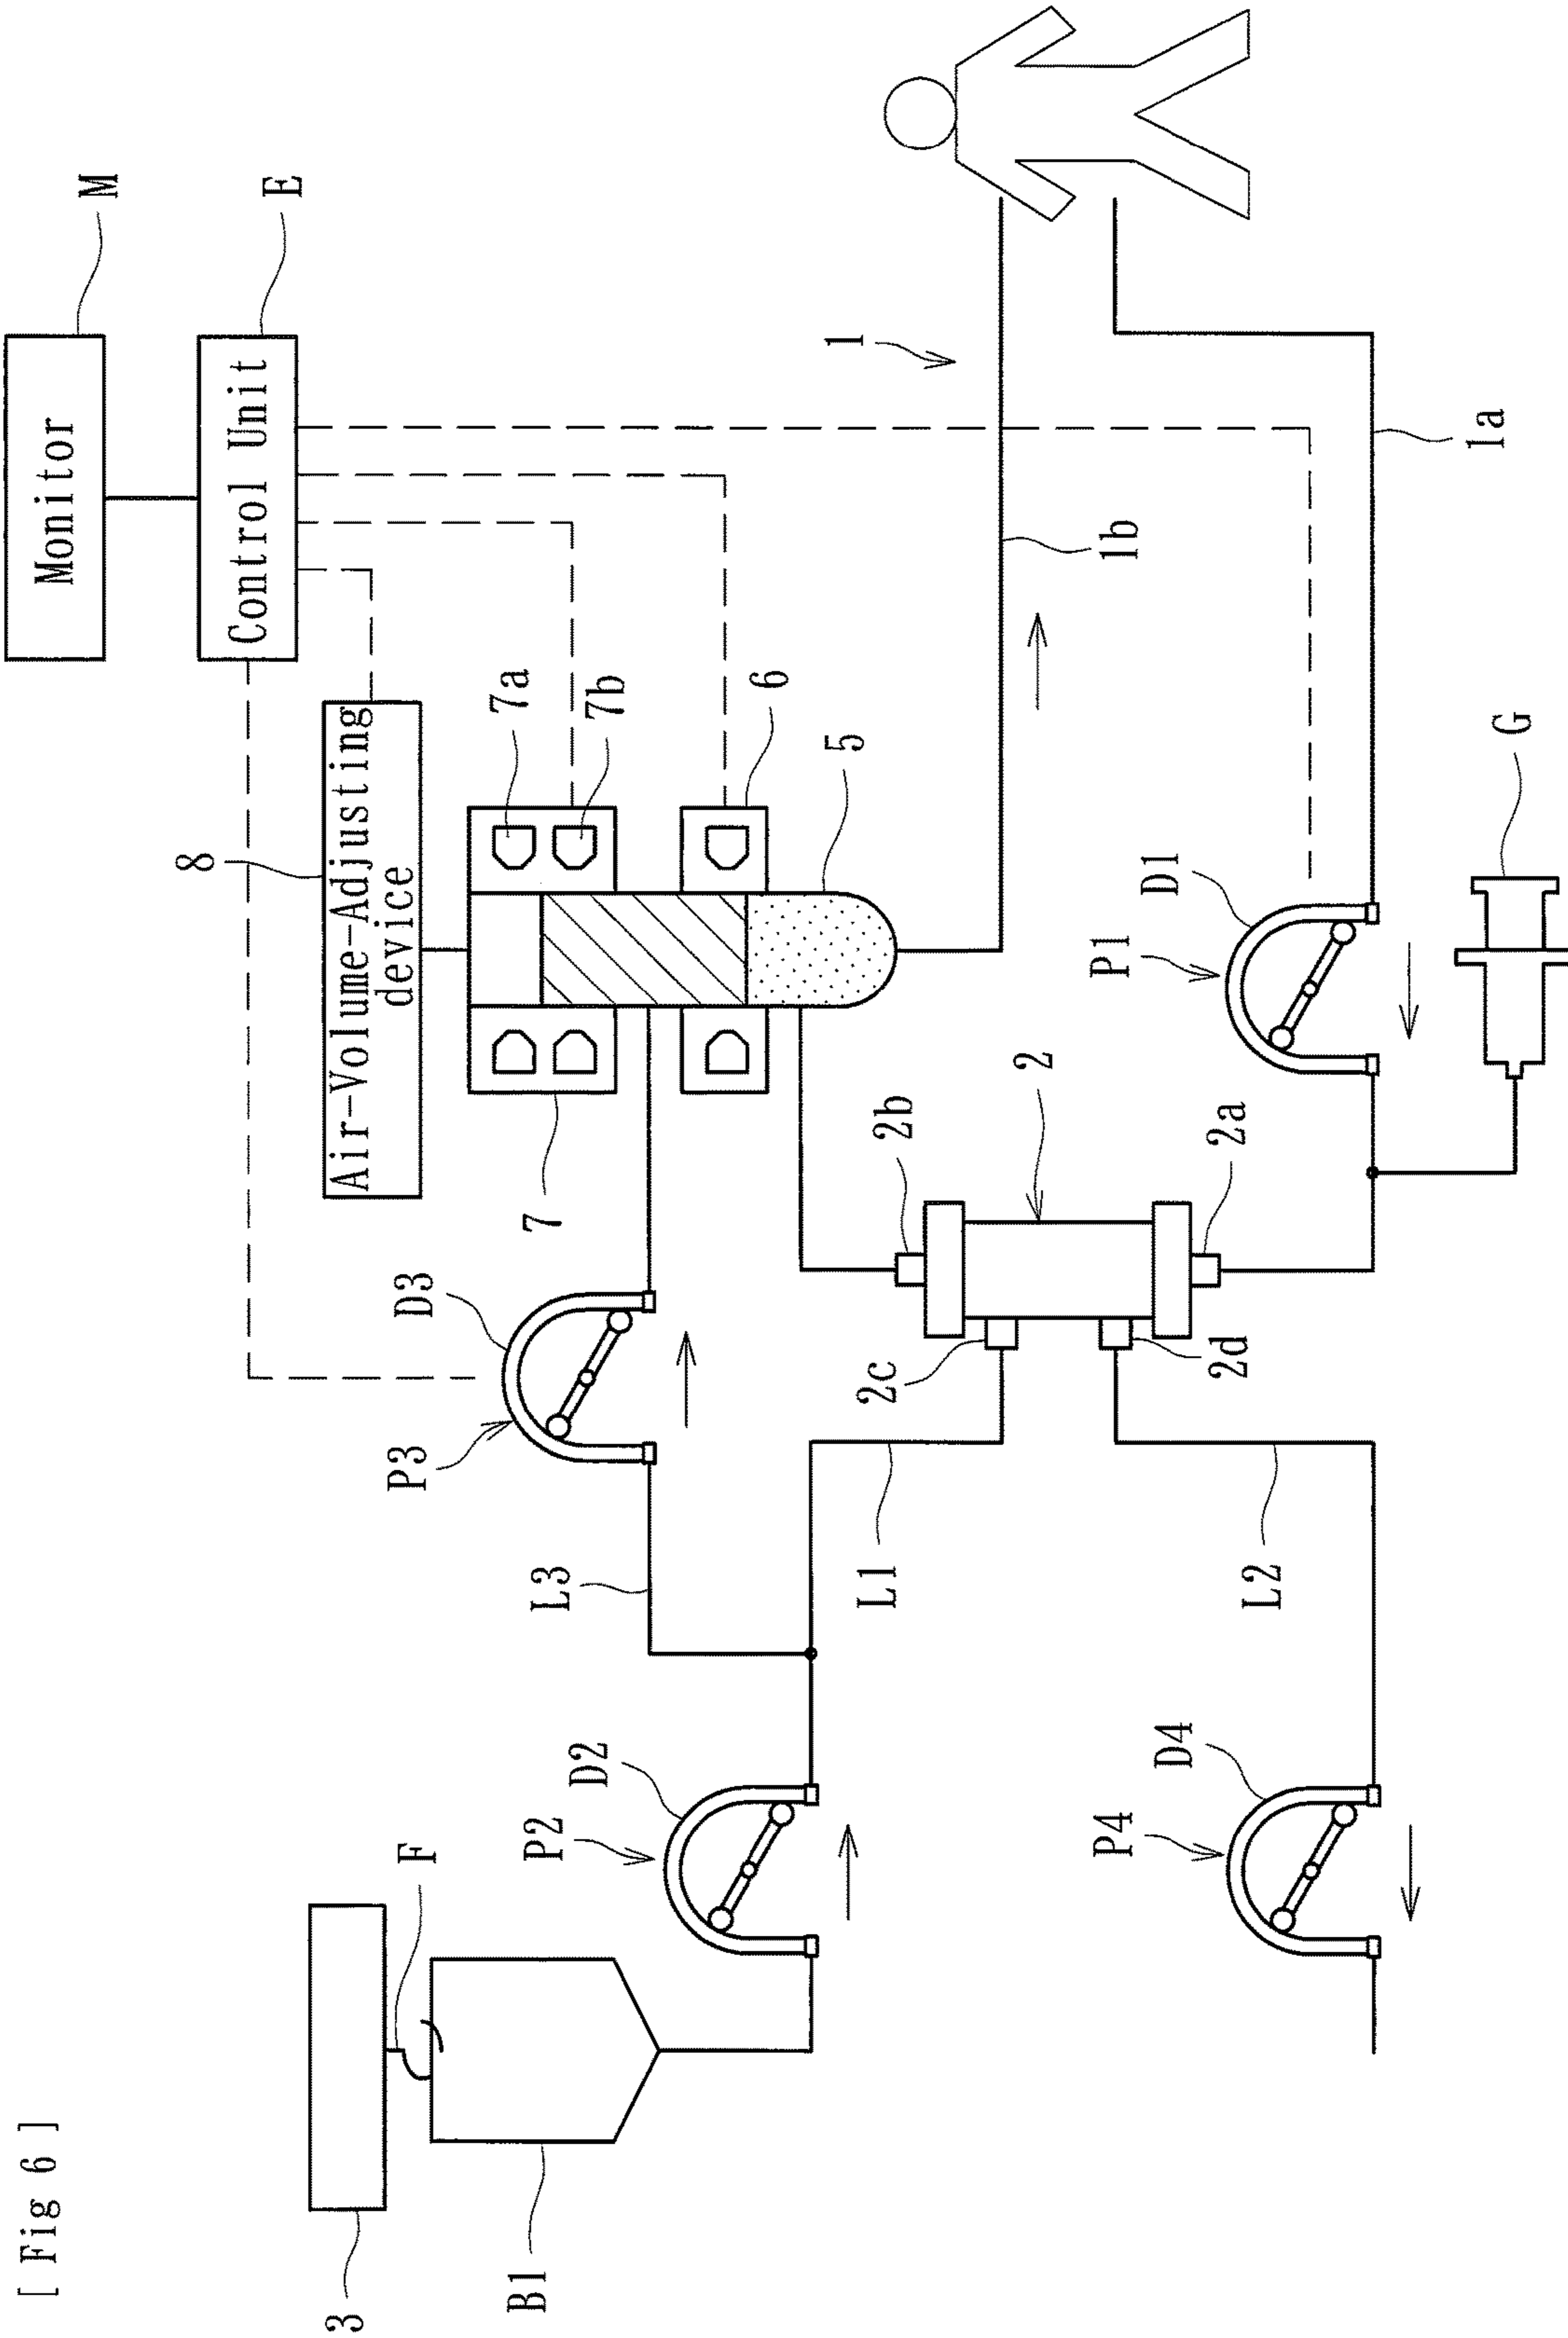 [ Fig 6 ]
Monitor
M
Control Unit
E
Air-Volume-Adjusting
device
8
3
F
B1
7a
7b
7
6
5
P3
D3
L3
P2
D2
1
1b
2b
2
2a
2c
2d
L1
L2
P1
D1
1a
P4
D4
G